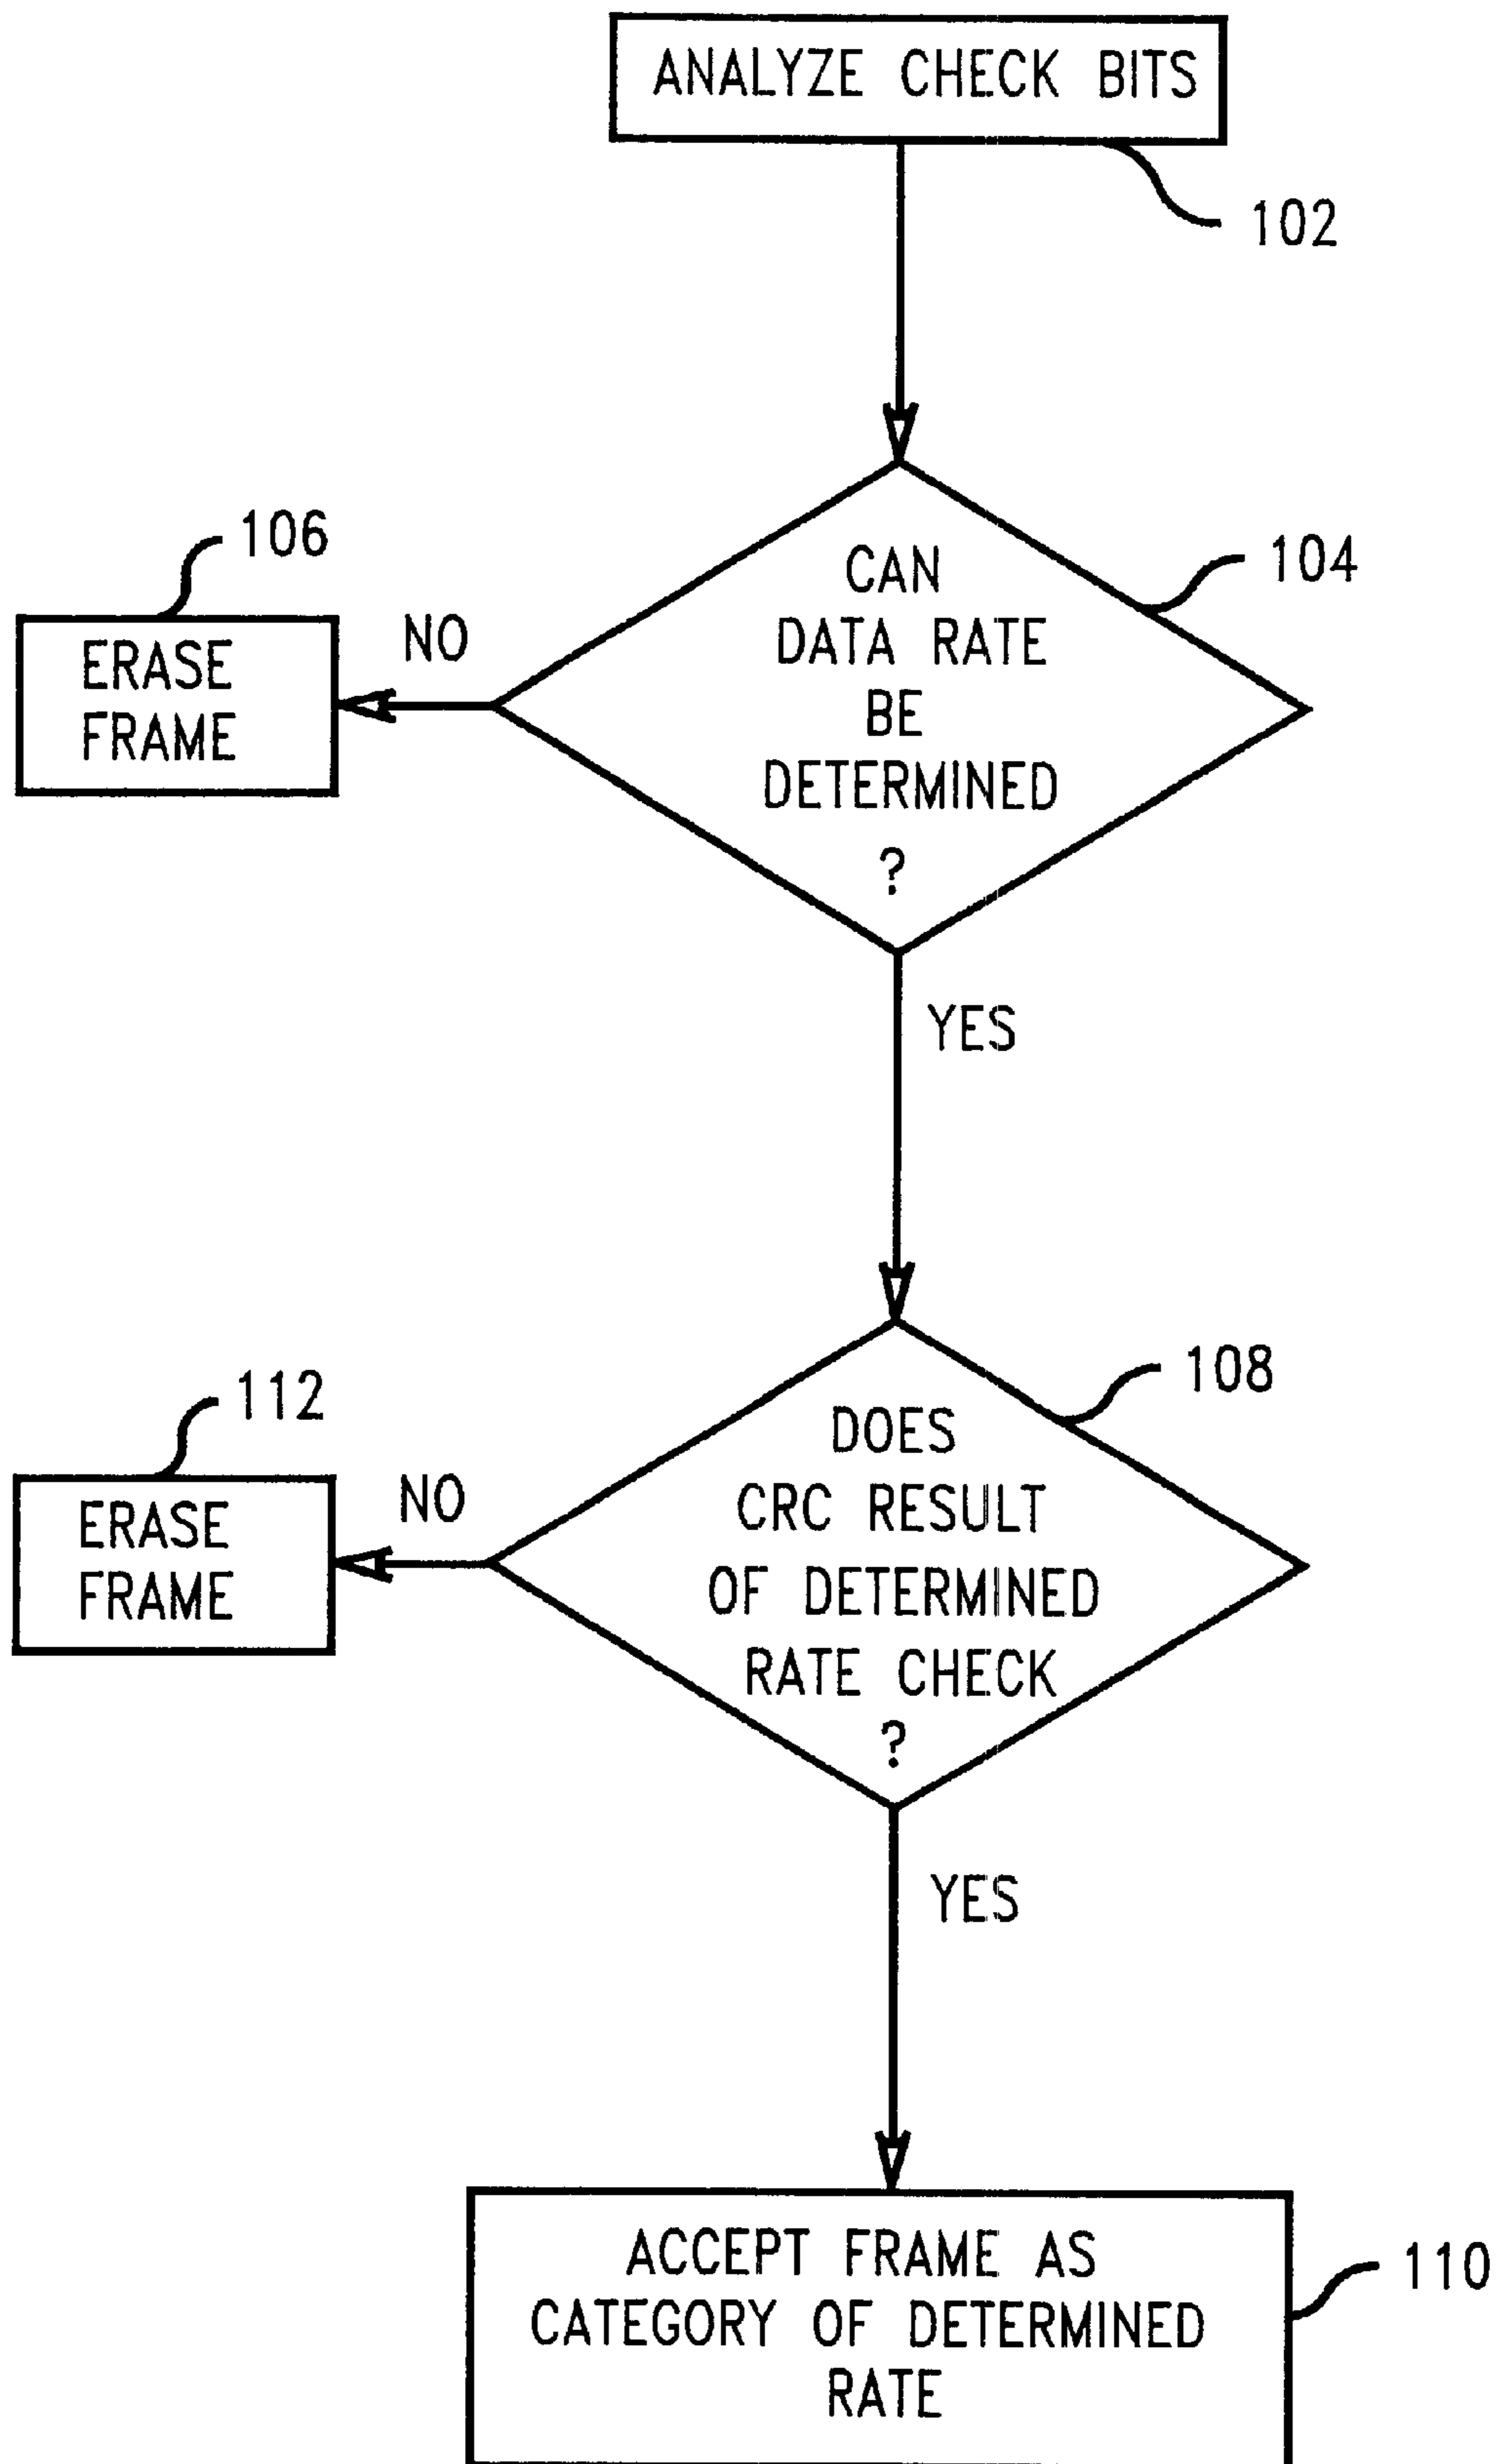 ANALYZE CHECK BITS
102
106
104
CAN
DATA RATE
BE
DETERMINED
?
NO
ERASE
FRAME
YES
112
108
DOES
CRC RESULT
OF DETERMINED
RATE CHECK
?
NO
ERASE
FRAME
YES
ACCEPT FRAME AS
CATEGORY OF DETERMINED
RATE
110